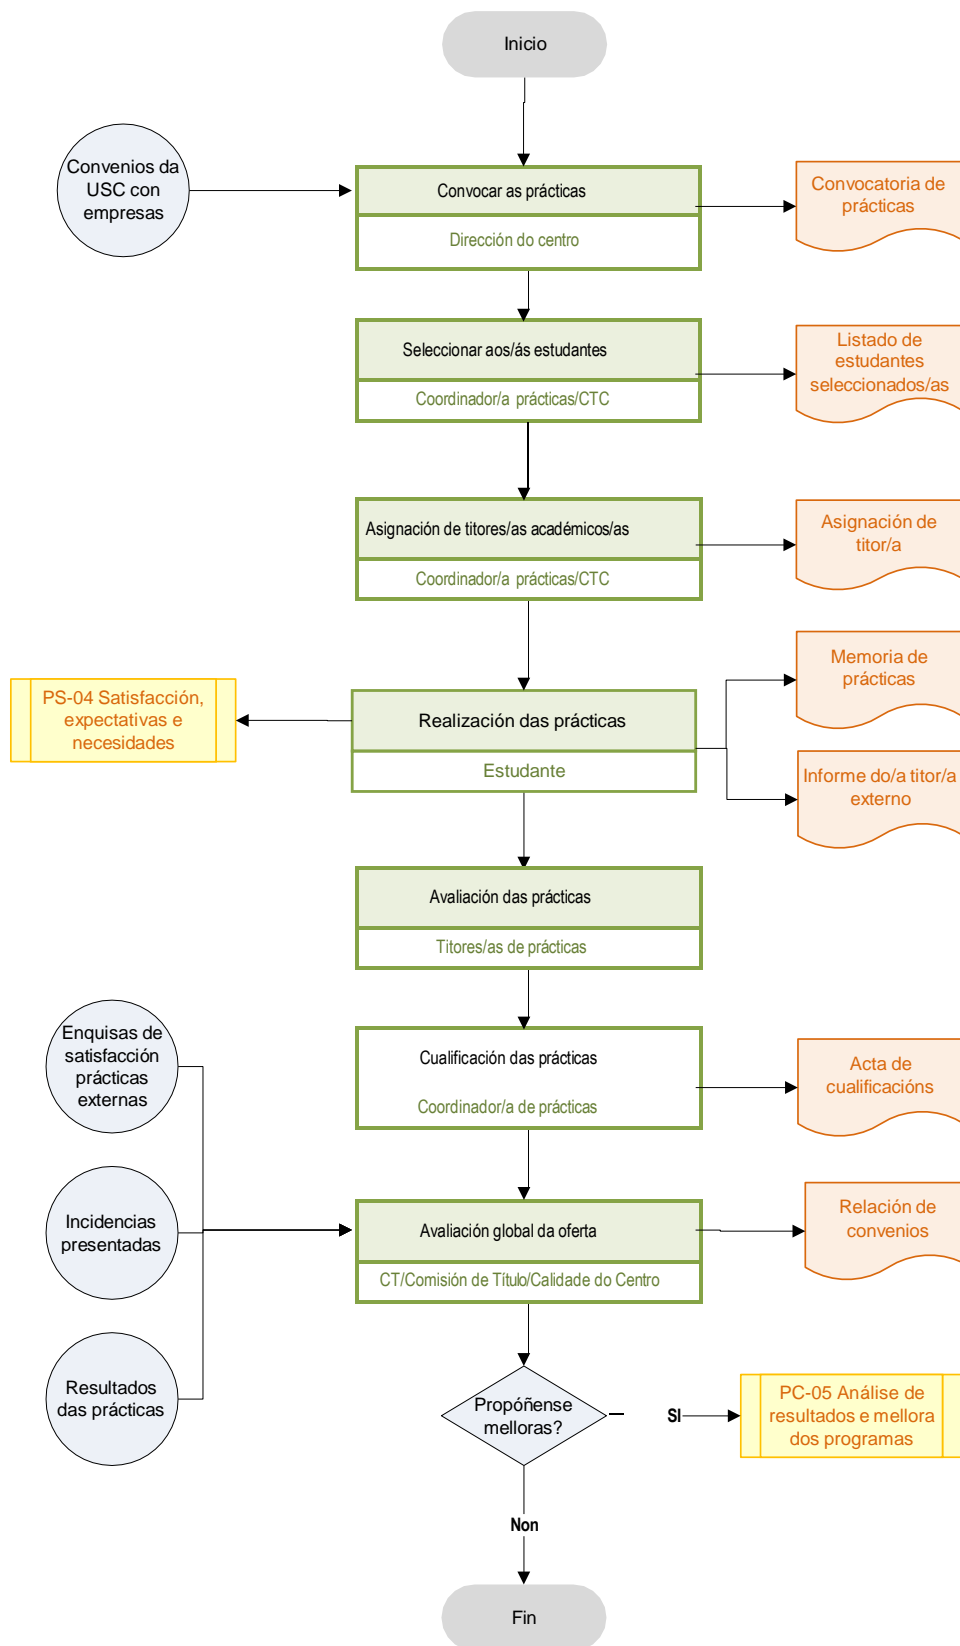 Inicio
Convenios da
USC con
empresas
Convocar as prácticas
Dirección do centro
Convocatoria de
prácticas
Seleccionar aos/ás estudantes
Coordinador/a prácticas/CTC
Listado de
estudantes
seleccionados/as
Asignación de titores/as académicos/as
Coordinador/a prácticas/CTC
Asignación de
titor/a
PS-04 Satisfacción,
expectativas e
necesidades
Realización das prácticas
Estudante
Memoria de
prácticas
Informe do/a titor/a
externo
Avaliación das prácticas
Titores/as de prácticas
Enquisas de
satisfacción
prácticas
externas
Cualificación das prácticas
Coordinador/a de prácticas
Acta de
cualificacións
Incidencias
presentadas
Avaliación global da oferta
CT/Comisión de Título/Calidade do Centro
Relación de
convenios
Resultados
das prácticas
Propóñense
melloras?
SI
PC-05 Análise de
resultados e mellora
dos programas
Non
Fin